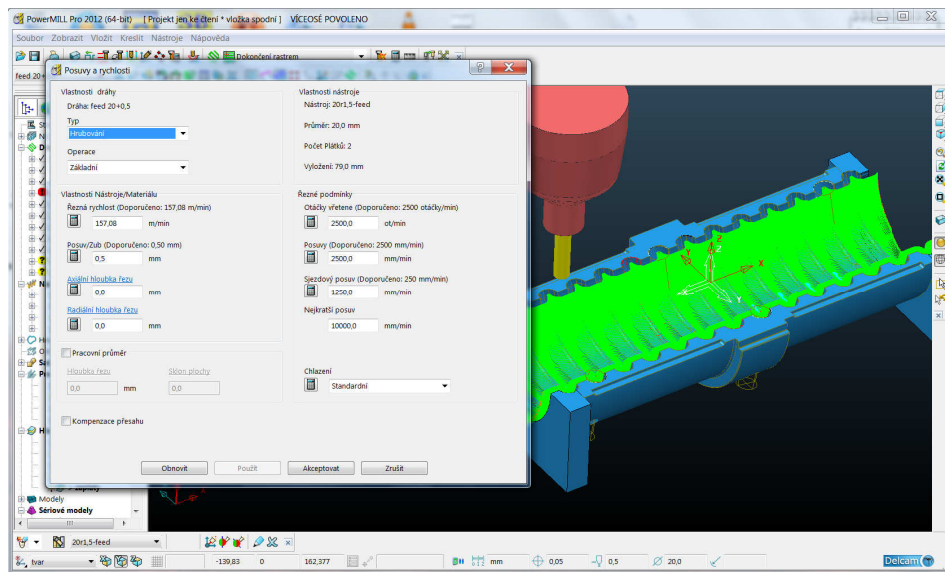 PowerMILL Pro 2012 (64-bit) [Projekt jen ke čtení * vložka spodní ] VÍCEOSÉ POVOLENO
Soubor Zobrazit Vložit Kreslit Nástroje Nápověda
Dokončení rastrem
feed 20+
Posuvy a rychlosti
Vlastnosti dráhy
Vlastnosti nástroje
Dráha: feed 20+0,5
Nástroj: 20r1,5-feed
Typ
Hrubování
Průměr: 20,0 mm
Operace
Počet Plátků: 2
Základní
Vyložení: 79,0 mm
Vlastnosti Nástroje/Materiálu
Řezné podmínky
Řezná rychlost (Doporučeno: 157,08 m/min)
Otáčky vřetene (Doporučeno: 2500 otáčky/min)
157,08 m/min
2500,0 ot/min
Posuv/Zub (Doporučeno: 0,50 mm)
Posuvy (Doporučeno: 2500 mm/min)
0,5 mm
2500,0 mm/min
Axiální hloubka řezu
Sjezdový posuv (Doporučeno: 250 mm/min)
0,0 mm
1250,0 mm/min
Radiální hloubka řezu
Nejkratší posuv
0,0 mm
10000,0 mm/min
Pracovní průměr
Hloubka řezu Sklon plochy
Chlazení
0,0 mm 0,0
Standardní
Kompenzace přesahu
Obnovit Použít Akceptovat Zrušit
Z
Y
X
Z
Y
Modely
Sériové modely
20r1,5-feed
tvar -139,83 0 162,377 mm 0,05 0,5 20,0 Delcam